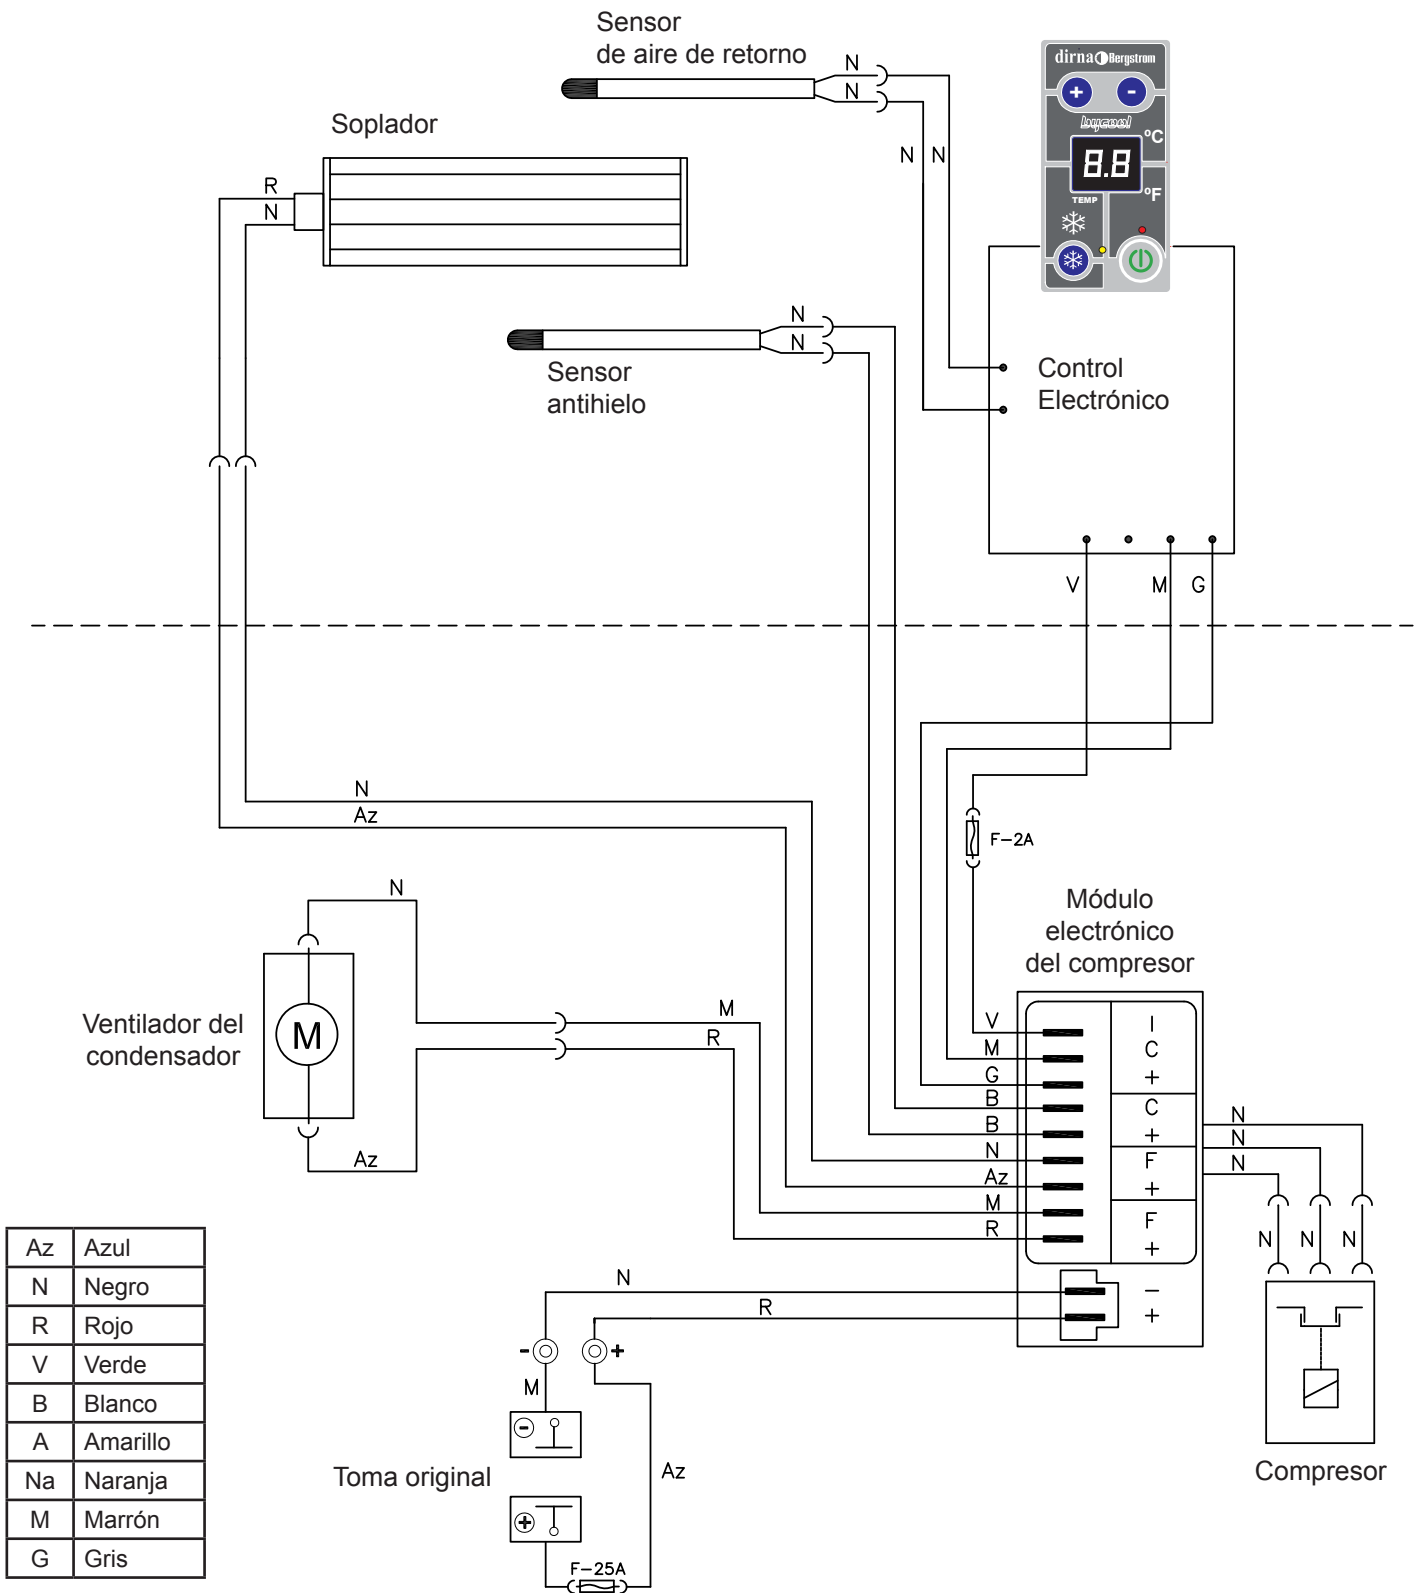 Sensor
de aire de retorno
N
N
dirna Bergstrom
+ -
bycool
ºC
8.8
TEMP
ºF
Soplador
R
N
N N
N
N
Sensor
antihielo
Control
Electrónico
V M G
N
Az
F-2A
N
Módulo
electrónico
del compresor
Ventilador del
condensador
M
M
R
Az
V I
M C
G +
B C
B +
N F
Az +
M F
R +
N
N
N
N N N
N −
R +
- +
M
−
Toma original
Az
+
F-25A
Compresor
Az Azul
N Negro
R Rojo
V Verde
B Blanco
A Amarillo
Na Naranja
M Marrón
G Gris